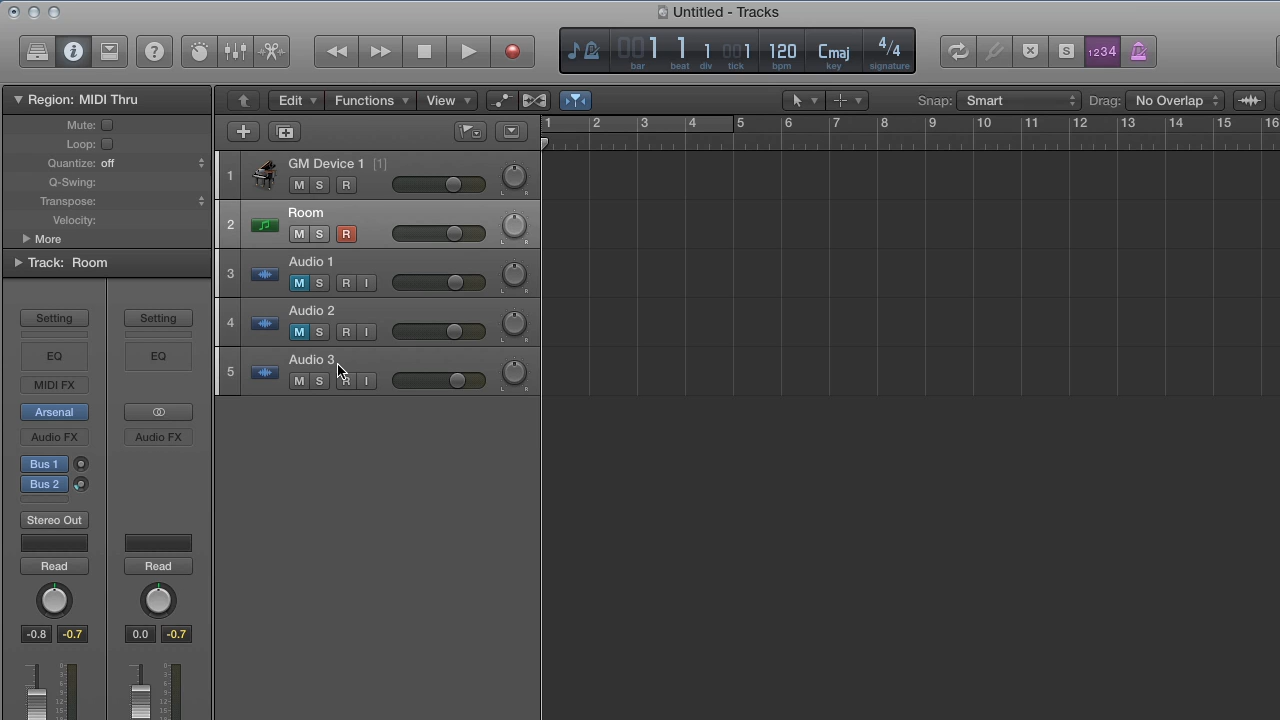 Untitled - Tracks
1234
001 1 1 001 120 Cmaj 4/4
bar beat div tick bpm key signature
Region: MIDI Thru
Edit Functions View Snap: Smart Drag: No Overlap
1 2 3 4 5 6 7 8 9 10 11 12 13 14 15 16
Mute:
Loop:
Quantize: off
Q-Swing:
Transpose:
Velocity:
More
Track: Room
1 GM Device 1 [1]
M S R L R
2 Room
M S R L R
3 Audio 1
M S R I L R
4 Audio 2
M S R I L R
5 Audio 3
M S R I L R
Setting Setting
EQ EQ
MIDI FX
Arsenal
Audio FX Audio FX
Bus 1
Bus 2
Stereo Out
Read Read
-0.8 -0.7 0.0 -0.7